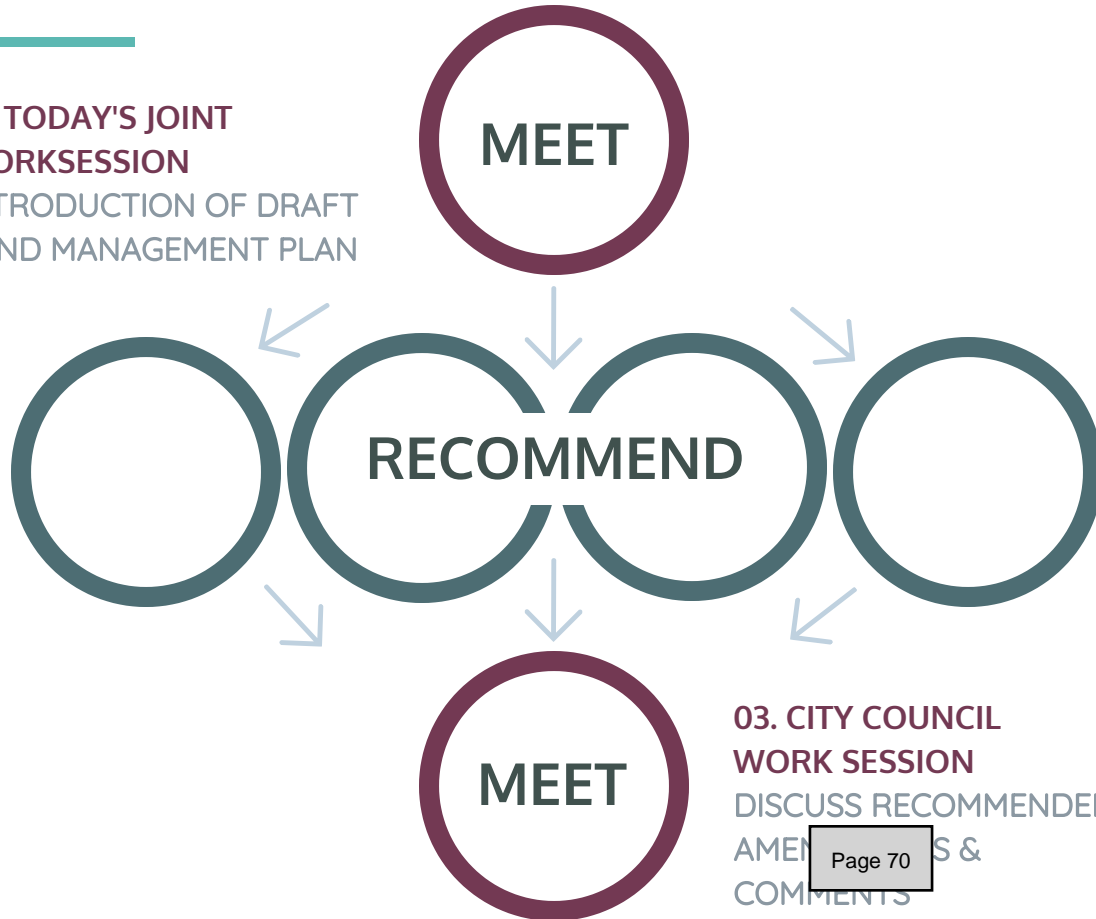 MEET
TODAY'S JOINT
ORKSESSION
TRODUCTION OF DRAFT
ND MANAGEMENT PLAN
RECOMMEND
MEET
03. CITY COUNCIL
WORK SESSION
DISCUSS RECOMMENDE
AMEN S &
Page 70
COMMENTS